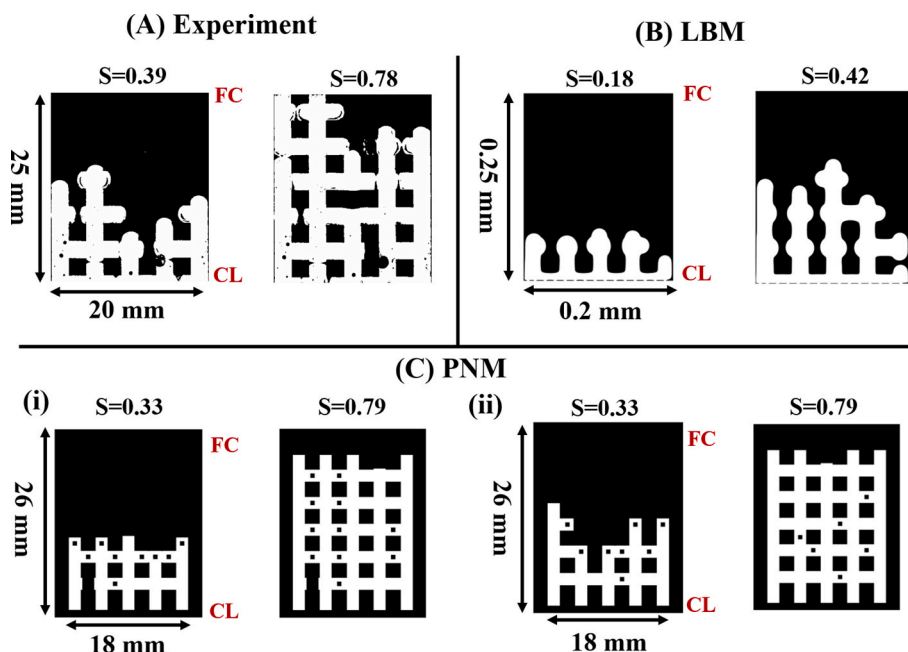 (A) Experiment
(B) LBM
S=0.39
S=0.78
S=0.18
S=0.42
FC
FC
25 mm
0.25 mm
CL
CL
20 mm
0.2 mm
(C) PNM
(i)
(ii)
S=0.33
S=0.79
S=0.33
S=0.79
FC
FC
26 mm
26 mm
CL
CL
18 mm
18 mm